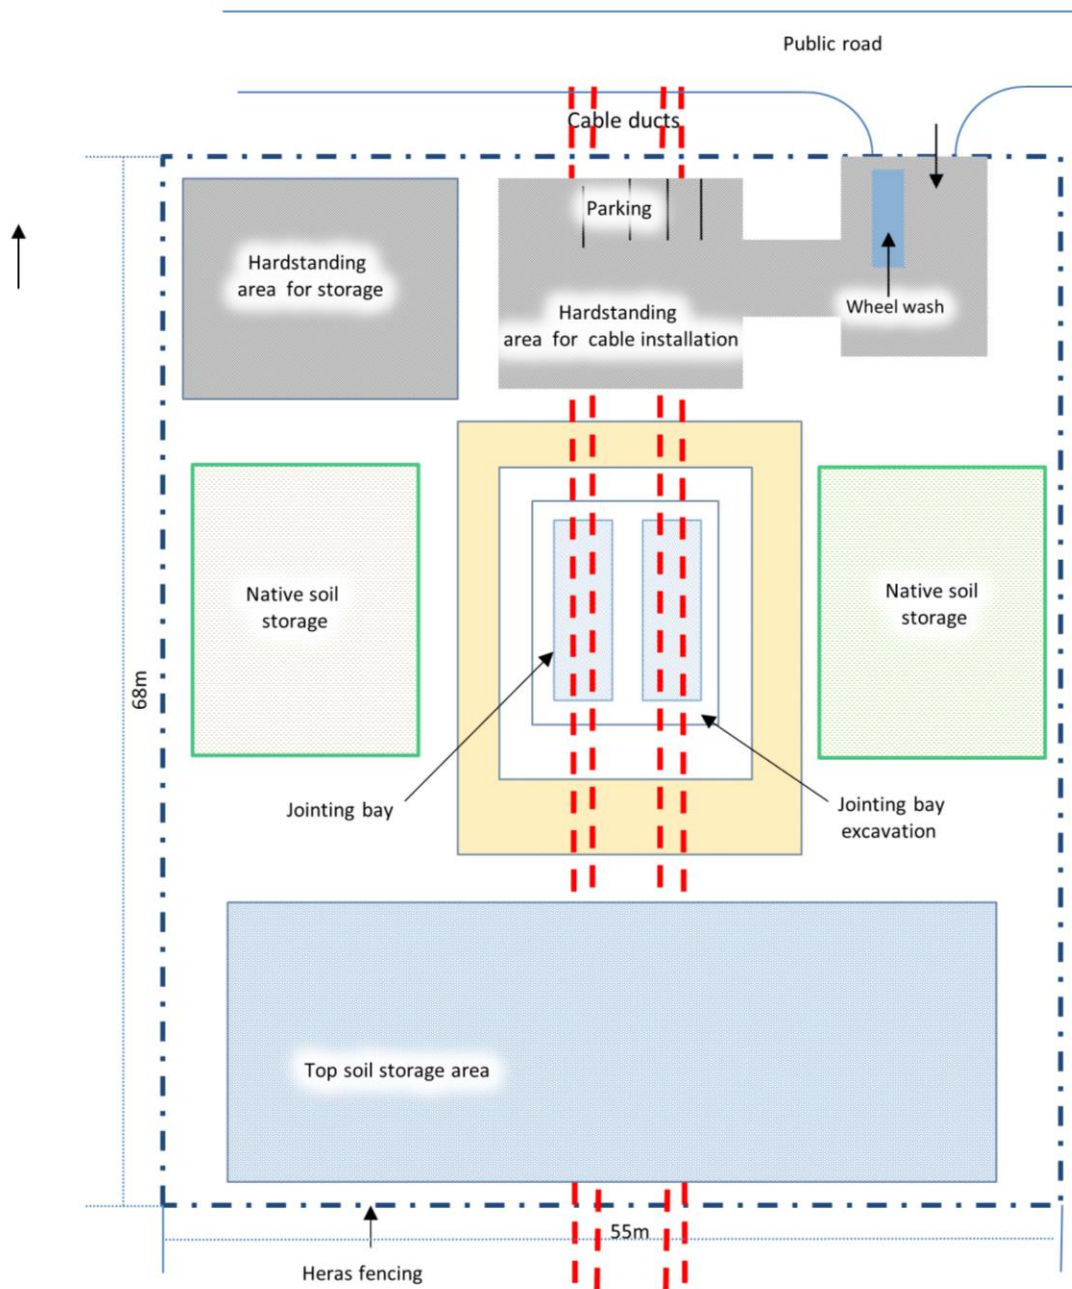 Public road
Cable ducts
Parking
Hardstanding
area for storage
Hardstanding
area for cable installation
Wheel wash
Native soil
storage
Native soil
storage
68m
Jointing bay
Jointing bay
excavation
Top soil storage area
55m
Heras fencing